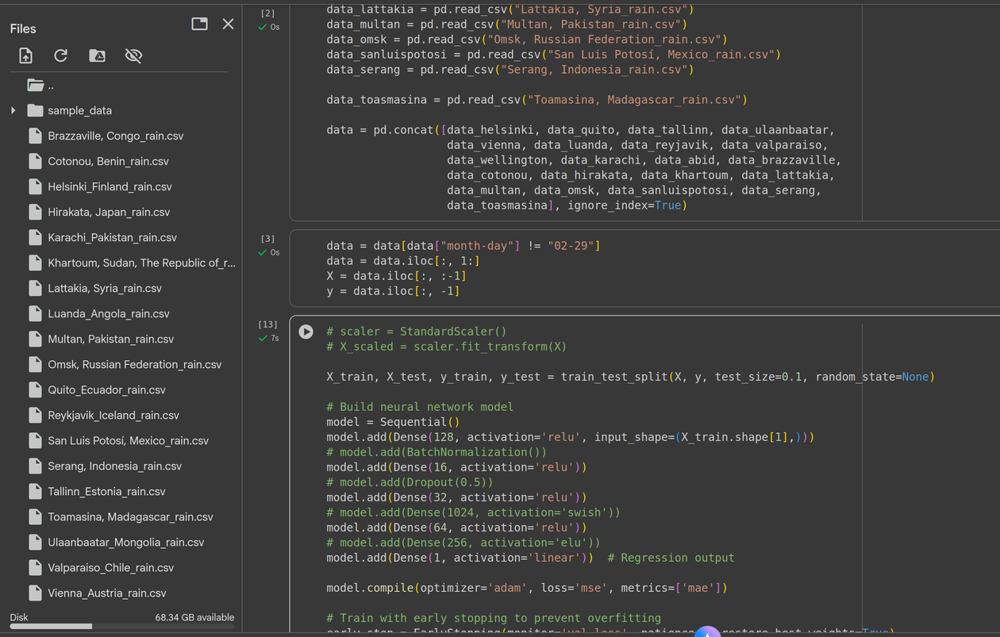 Files
..
sample_data
Brazzaville, Congo_rain.csv
Cotonou, Benin_rain.csv
Helsinki_Finland_rain.csv
Hirakata, Japan_rain.csv
Karachi_Pakistan_rain.csv
Khartoum, Sudan, The Republic of_r...
Lattakia, Syria_rain.csv
Luanda_Angola_rain.csv
Multan, Pakistan_rain.csv
Omsk, Russian Federation_rain.csv
Quito_Ecuador_rain.csv
Reykjavik_Iceland_rain.csv
San Luis Potosí, Mexico_rain.csv
Serang, Indonesia_rain.csv
Tallinn_Estonia_rain.csv
Toamasina, Madagascar_rain.csv
Ulaanbaatar_Mongolia_rain.csv
Valparaiso_Chile_rain.csv
Vienna_Austria_rain.csv
Disk 68.34 GB available
[2]
0s
data_lattakia = pd.read_csv("Lattakia, Syria_rain.csv")
data_multan = pd.read_csv("Multan, Pakistan_rain.csv")
data_omsk = pd.read_csv("Omsk, Russian Federation_rain.csv")
data_sanluispotosi = pd.read_csv("San Luis Potosí, Mexico_rain.csv")
data_serang = pd.read_csv("Serang, Indonesia_rain.csv")
data_toasmasina = pd.read_csv("Toamasina, Madagascar_rain.csv")
data = pd.concat([data_helsinki, data_quito, data_tallinn, data_ulaanbaatar,
data_vienna, data_luanda, data_reyjavik, data_valparaiso,
data_wellington, data_karachi, data_abid, data_brazzaville,
data_cotonou, data_hirakata, data_khartoum, data_lattakia,
data_multan, data_omsk, data_sanluispotosi, data_serang,
data_toasmasina], ignore_index=True)
[3]
0s
data = data[data["month-day"] != "02-29"]
data = data.iloc[:, 1:]
X = data.iloc[:, :-1]
y = data.iloc[:, -1]
[13]
7s
# scaler = StandardScaler()
# X_scaled = scaler.fit_transform(X)
X_train, X_test, y_train, y_test = train_test_split(X, y, test_size=0.1, random_state=None)
# Build neural network model
model = Sequential()
model.add(Dense(128, activation='relu', input_shape=(X_train.shape[1],)))
# model.add(BatchNormalization())
model.add(Dense(16, activation='relu'))
# model.add(Dropout(0.5))
model.add(Dense(32, activation='relu'))
# model.add(Dense(1024, activation='swish'))
model.add(Dense(64, activation='relu'))
# model.add(Dense(256, activation='elu'))
model.add(Dense(1, activation='linear'))  # Regression output
model.compile(optimizer='adam', loss='mse', metrics=['mae'])
# Train with early stopping to prevent overfitting
early_stop = EarlyStopping(monitor='val_loss', restore_best_weights=True)